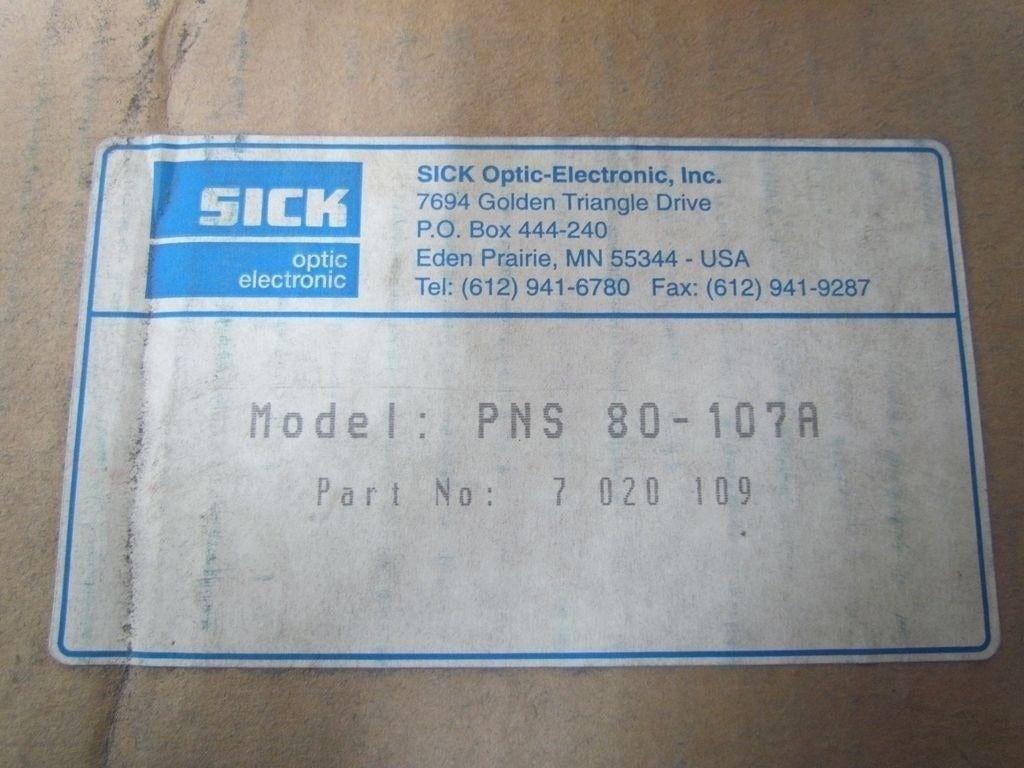 SICK
optic
electronic
SICK Optic-Electronic, Inc.
7694 Golden Triangle Drive
P.O. Box 444-240
Eden Prairie, MN 55344 - USA
Tel: (612) 941-6780 Fax: (612) 941-9287
Model: PNS 80-107A
Part No: 7 020 109